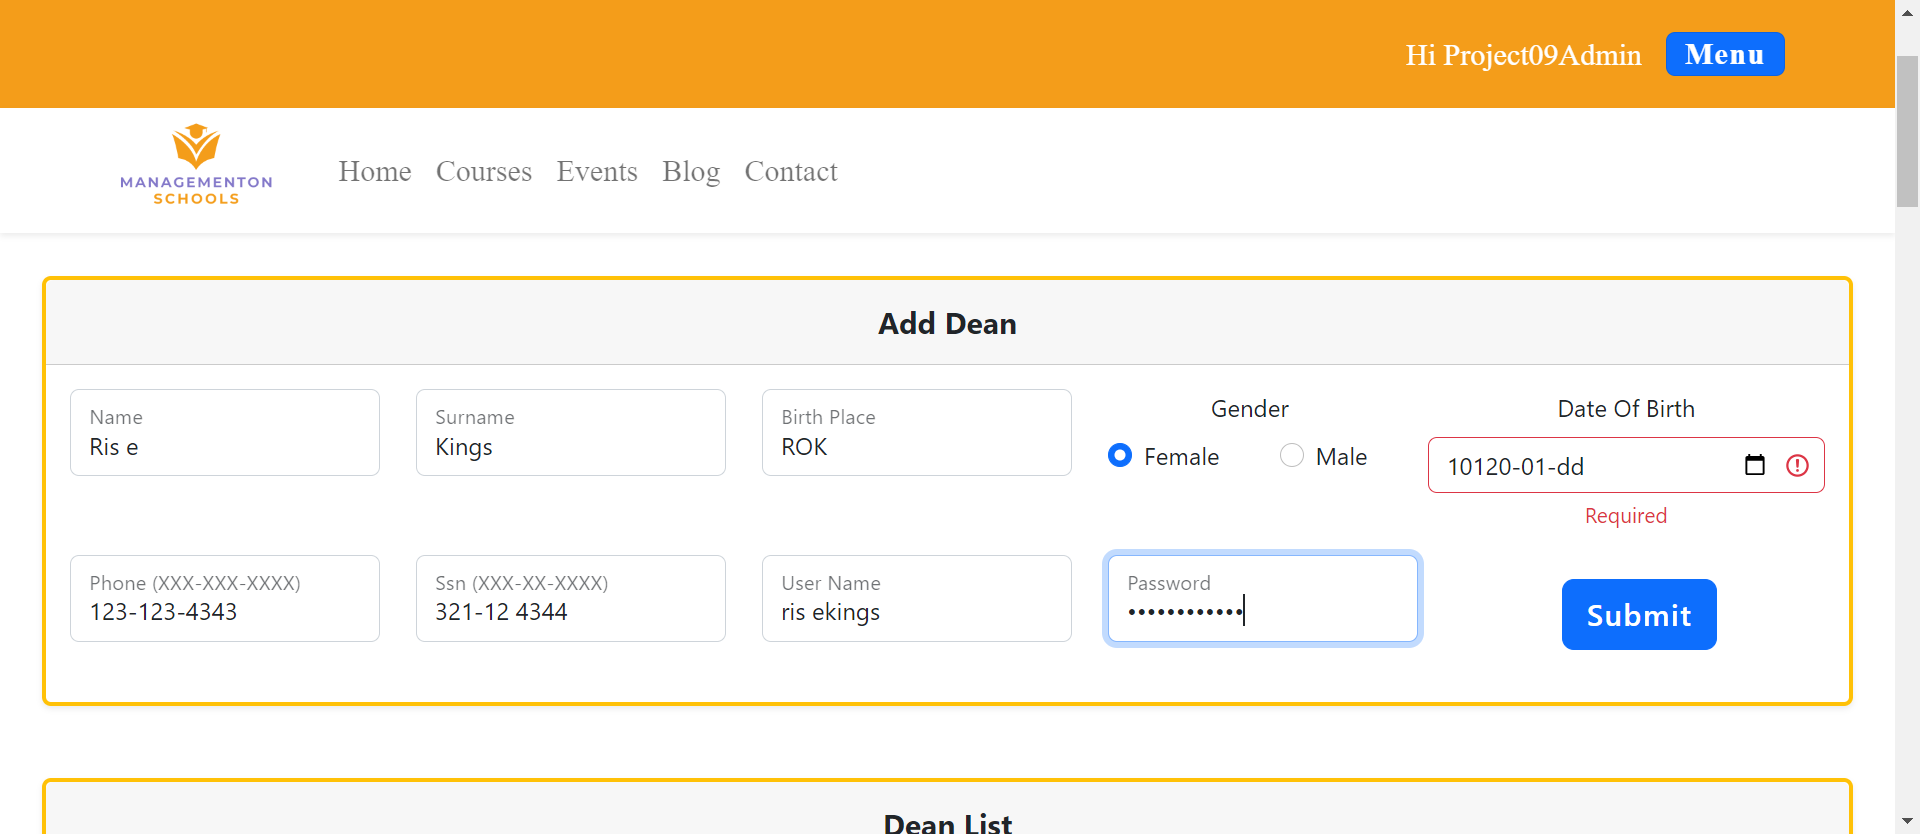 Hi Project09Admin Menu
MANAGEMENTON
SCHOOLS
Home Courses Events Blog Contact
Add Dean
Name
Ris e
Surname
Kings
Birth Place
ROK
Gender
Female Male
Date Of Birth
10120-01-dd
Required
Phone (XXX-XXX-XXXX)
123-123-4343
Ssn (XXX-XX-XXXX)
321-12 4344
User Name
ris ekings
Password
••••••••••••
Submit
Dean List